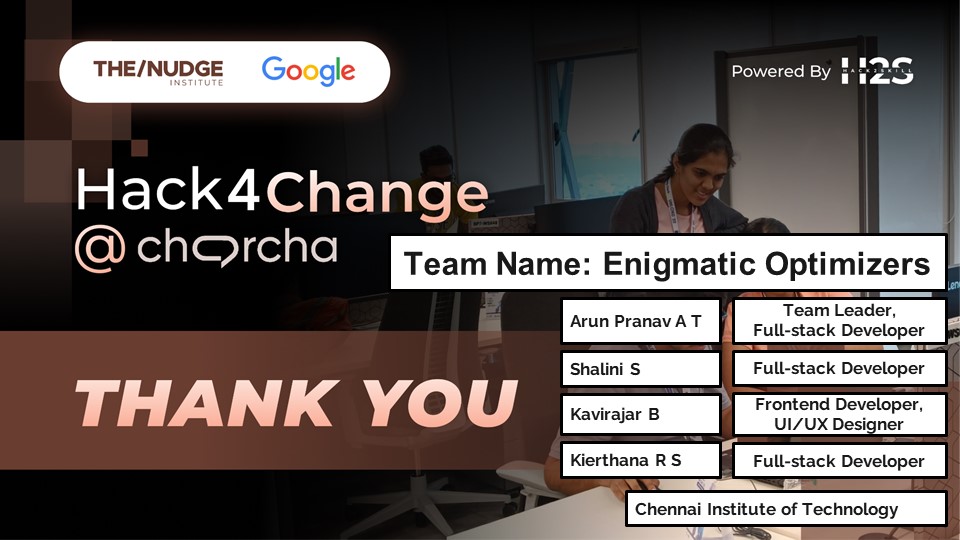 THE/NUDGE
INSTITUTE
Google
Powered By
H2S
HACK2SKILL
Hack4Change
@ charcha
Team Name: Enigmatic Optimizers
Arun Pranav A T
Team Leader,
Full-stack Developer
Shalini S
Full-stack Developer
THANK YOU
Kavirajar B
Frontend Developer,
UI/UX Designer
Kierthana R S
Full-stack Developer
Chennai Institute of Technology